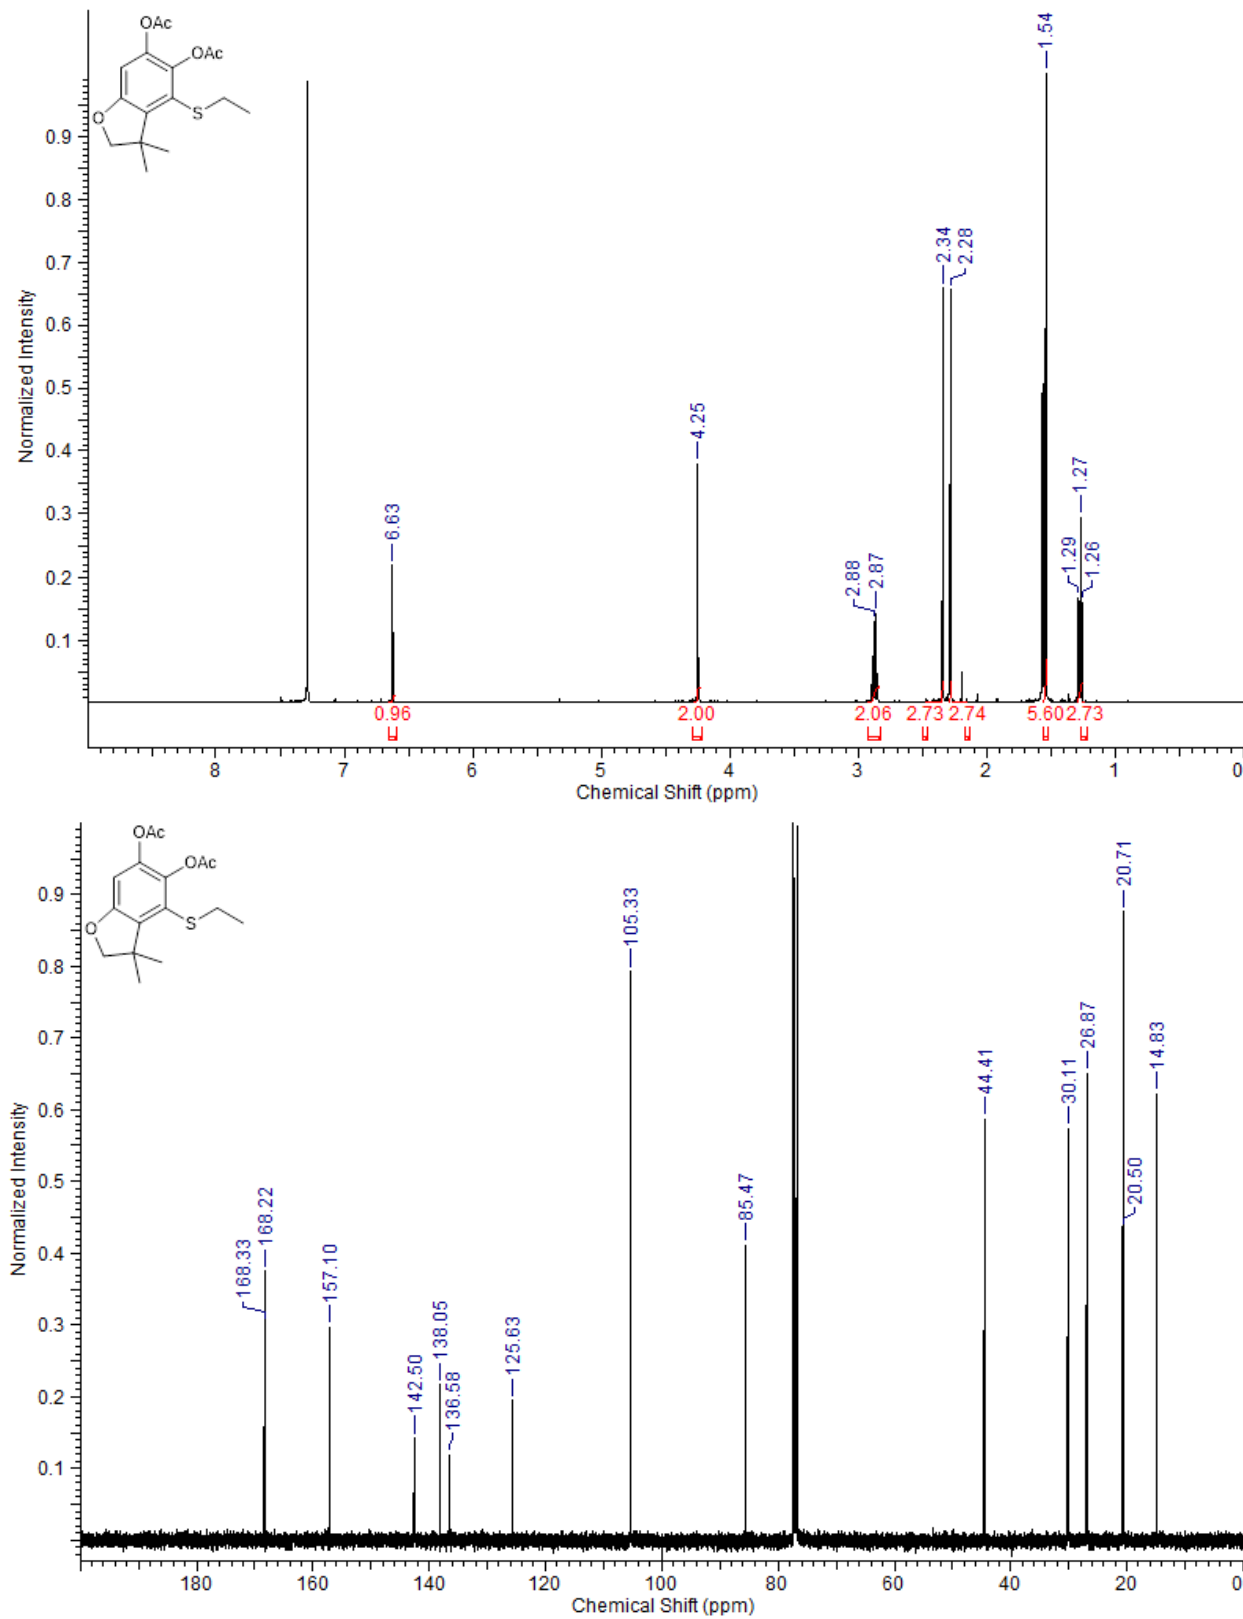 OAc
OAc
S
O
1.54
2.34
2.28
4.25
1.27
6.63
2.88
2.87
1.29
1.26
0.9
0.8
0.7
0.6
0.5
0.4
0.3
0.2
0.1
Normalized Intensity
0.96 2.00 2.06 2.73 2.74 5.60 2.73
8 7 6 5 4 3 2 1 0
Chemical Shift (ppm)
OAc
OAc
S
O
105.33
20.71
26.87
14.83
44.41
30.11
20.50
85.47
168.33
168.22
157.10
142.50
138.05
136.58
125.63
0.9
0.8
0.7
0.6
0.5
0.4
0.3
0.2
0.1
Normalized Intensity
180 160 140 120 100 80 60 40 20 0
Chemical Shift (ppm)